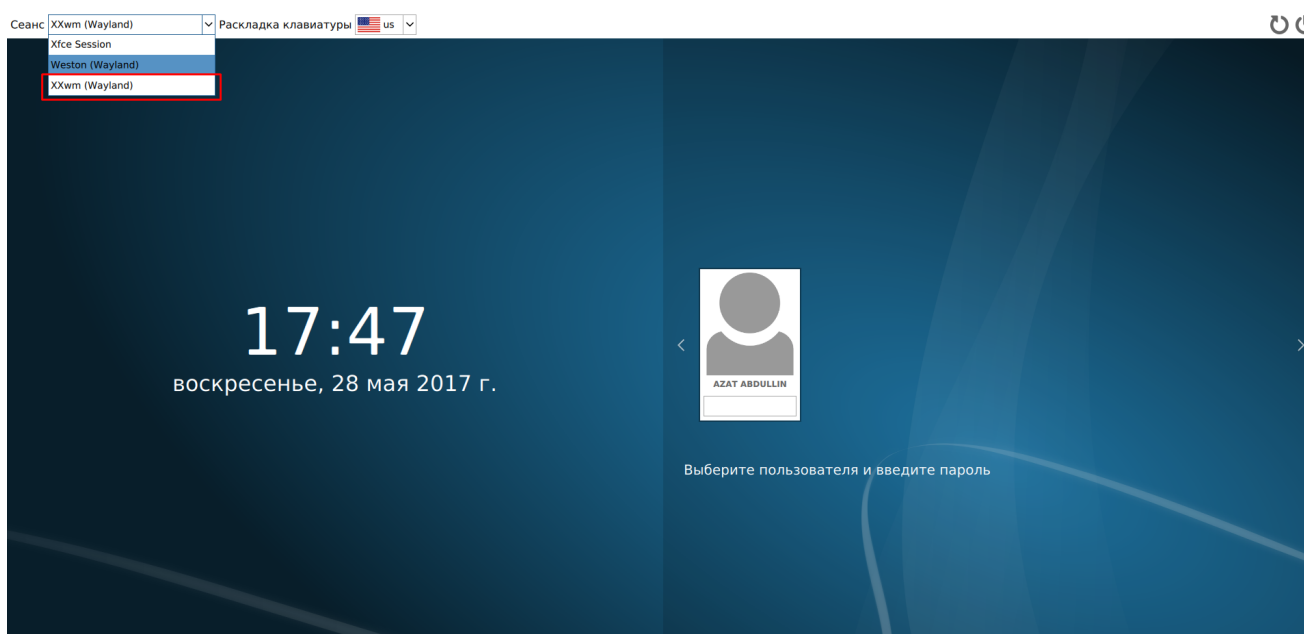 Сеанс XXwm (Wayland) Раскладка клавиатуры us
Xfce Session
Weston (Wayland)
XXwm (Wayland)
17:47
воскресенье, 28 мая 2017 г.
AZAT ABDULLIN
Выберите пользователя и введите пароль